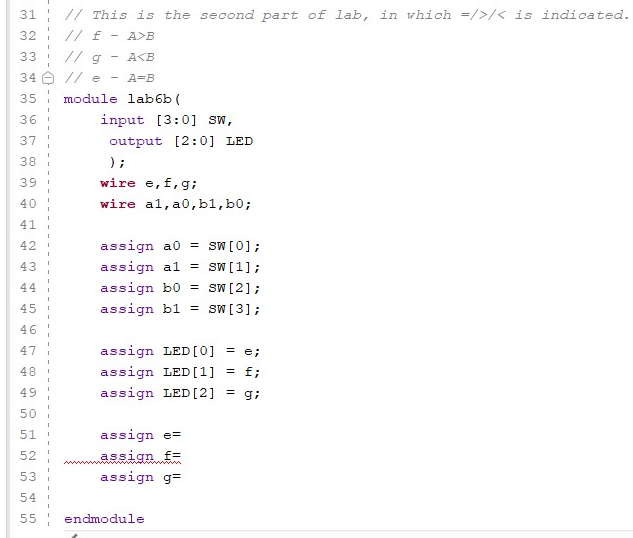 31 // This is the second part of lab, in which =/>/< is indicated.
32 // f - A>B
33 // g - A<B
34 // e - A=B
35 module lab6b(
36     input [3:0] SW,
37      output [2:0] LED
38      );
39     wire e,f,g;
40     wire a1,a0,b1,b0;
41
42     assign a0 = SW[0];
43     assign a1 = SW[1];
44     assign b0 = SW[2];
45     assign b1 = SW[3];
46
47     assign LED[0] = e;
48     assign LED[1] = f;
49     assign LED[2] = g;
50
51     assign e=
52     assign f=
53     assign g=
54
55 endmodule